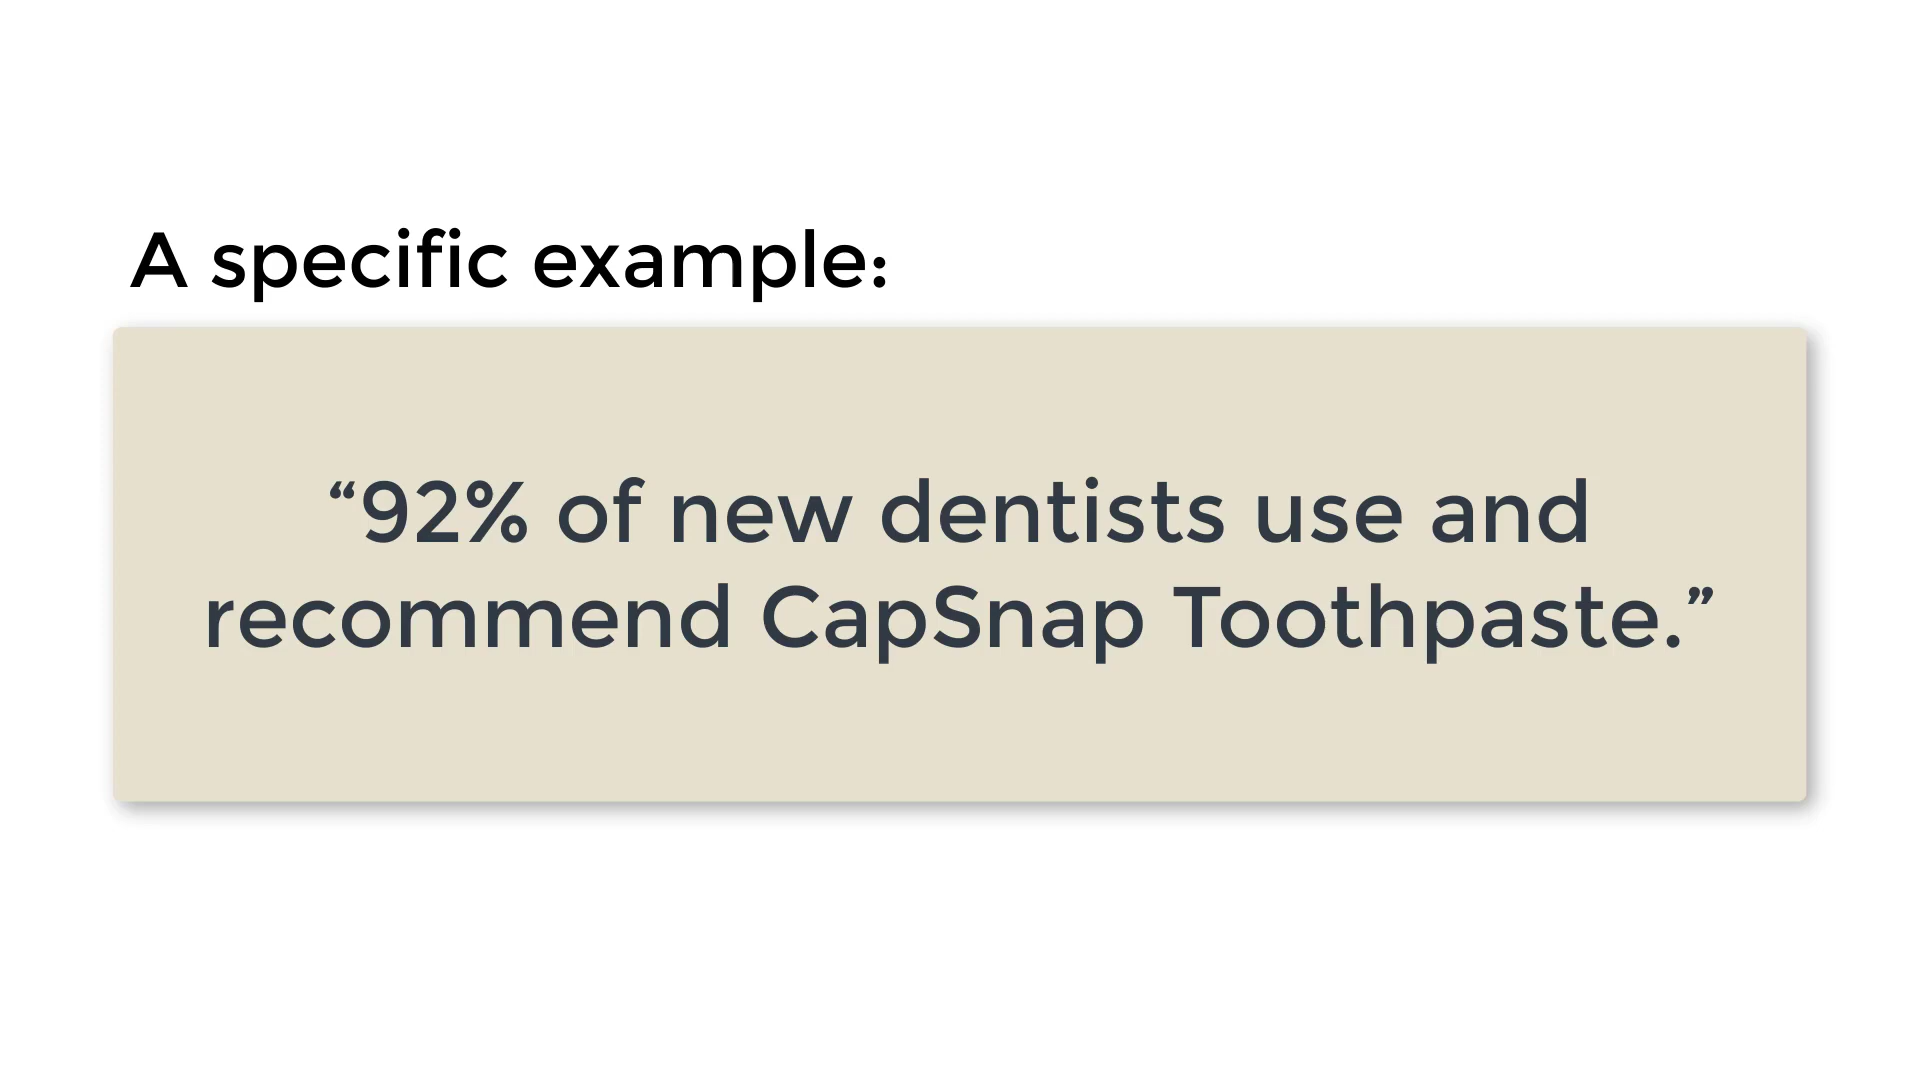 A specific example:
“92% of new dentists use and
recommend CapSnap Toothpaste.”